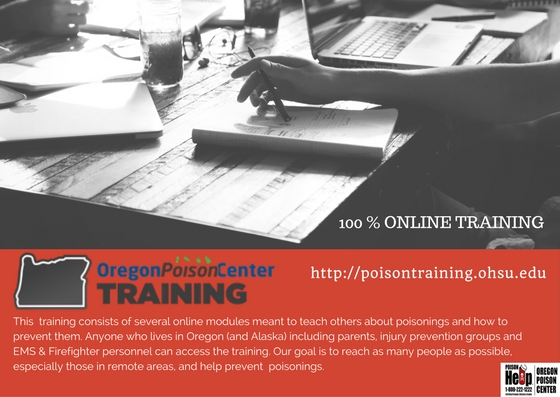 100 % ONLINE TRAINING
OregonPoisonCenter
TRAINING
http://poisontraining.ohsu.edu
This training consists of several online modules meant to teach others about poisonings and how to
prevent them. Anyone who lives in Oregon (and Alaska) including parents, injury prevention groups and
EMS & Firefighter personnel can access the training. Our goal is to reach as many people as possible,
especially those in remote areas, and help prevent poisonings.
POISON
Help
1-800-222-1222
OREGON
POISON
CENTER